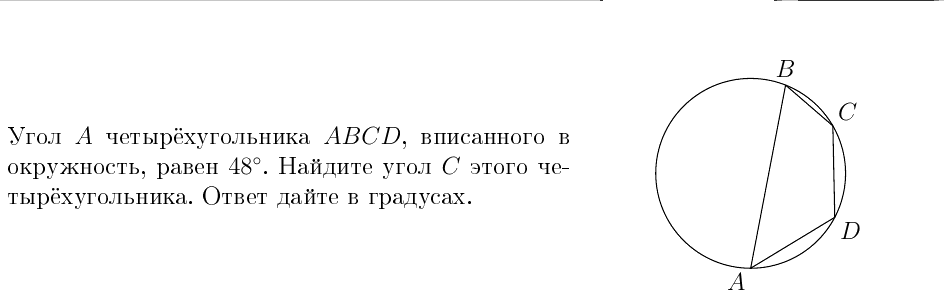 Угол A четырёхугольника ABCD, вписанного в
окружность, равен 48°. Найдите угол C этого че-
тырёхугольника. Ответ дайте в градусах.
B
C
D
A